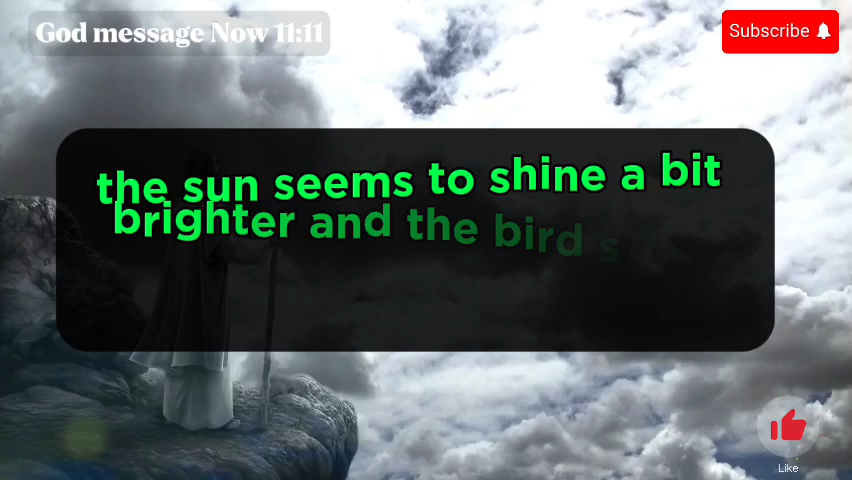 God message Now 11:11
Subscribe
the sun seems to shine a bit
brighter and the bird s
Like